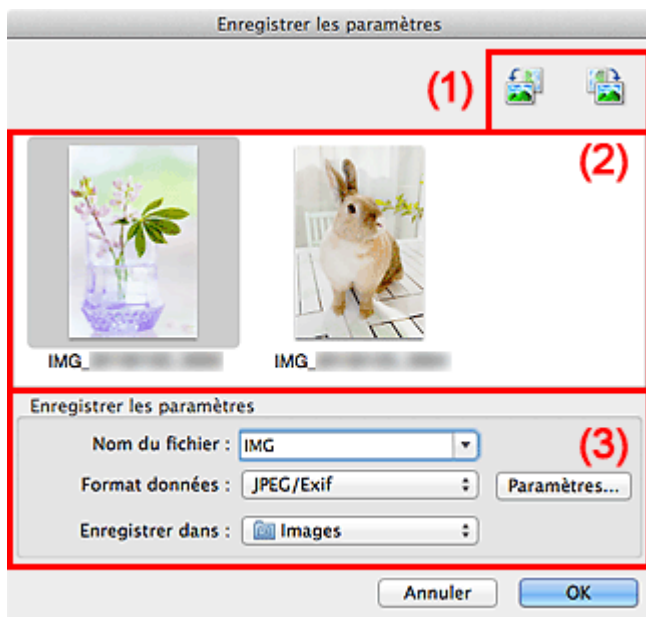 Enregistrer les paramètres
(1)
(2)
IMG_
IMG_
Enregistrer les paramètres
Nom du fichier : IMG
(3)
Format données : JPEG/Exif Paramètres...
Enregistrer dans : Images
Annuler OK